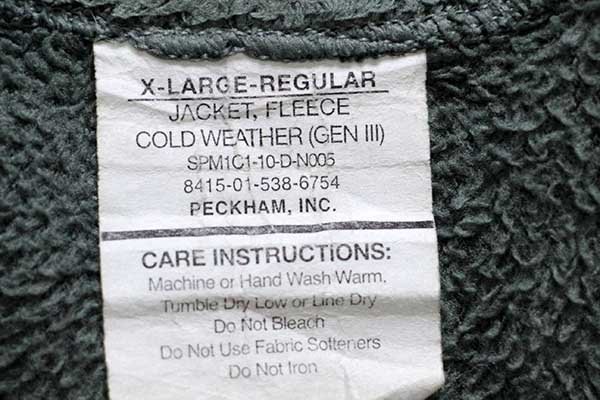 X-LARGE-REGULAR
JACKET, FLEECE
COLD WEATHER (GEN III)
SPM1C1-10-D-N005
8415-01-538-6754
PECKHAM, INC.
CARE INSTRUCTIONS:
Machine or Hand Wash Warm,
Tumble Dry Low or Line Dry
Do Not Bleach
Do Not Use Fabric Softeners
Do Not Iron